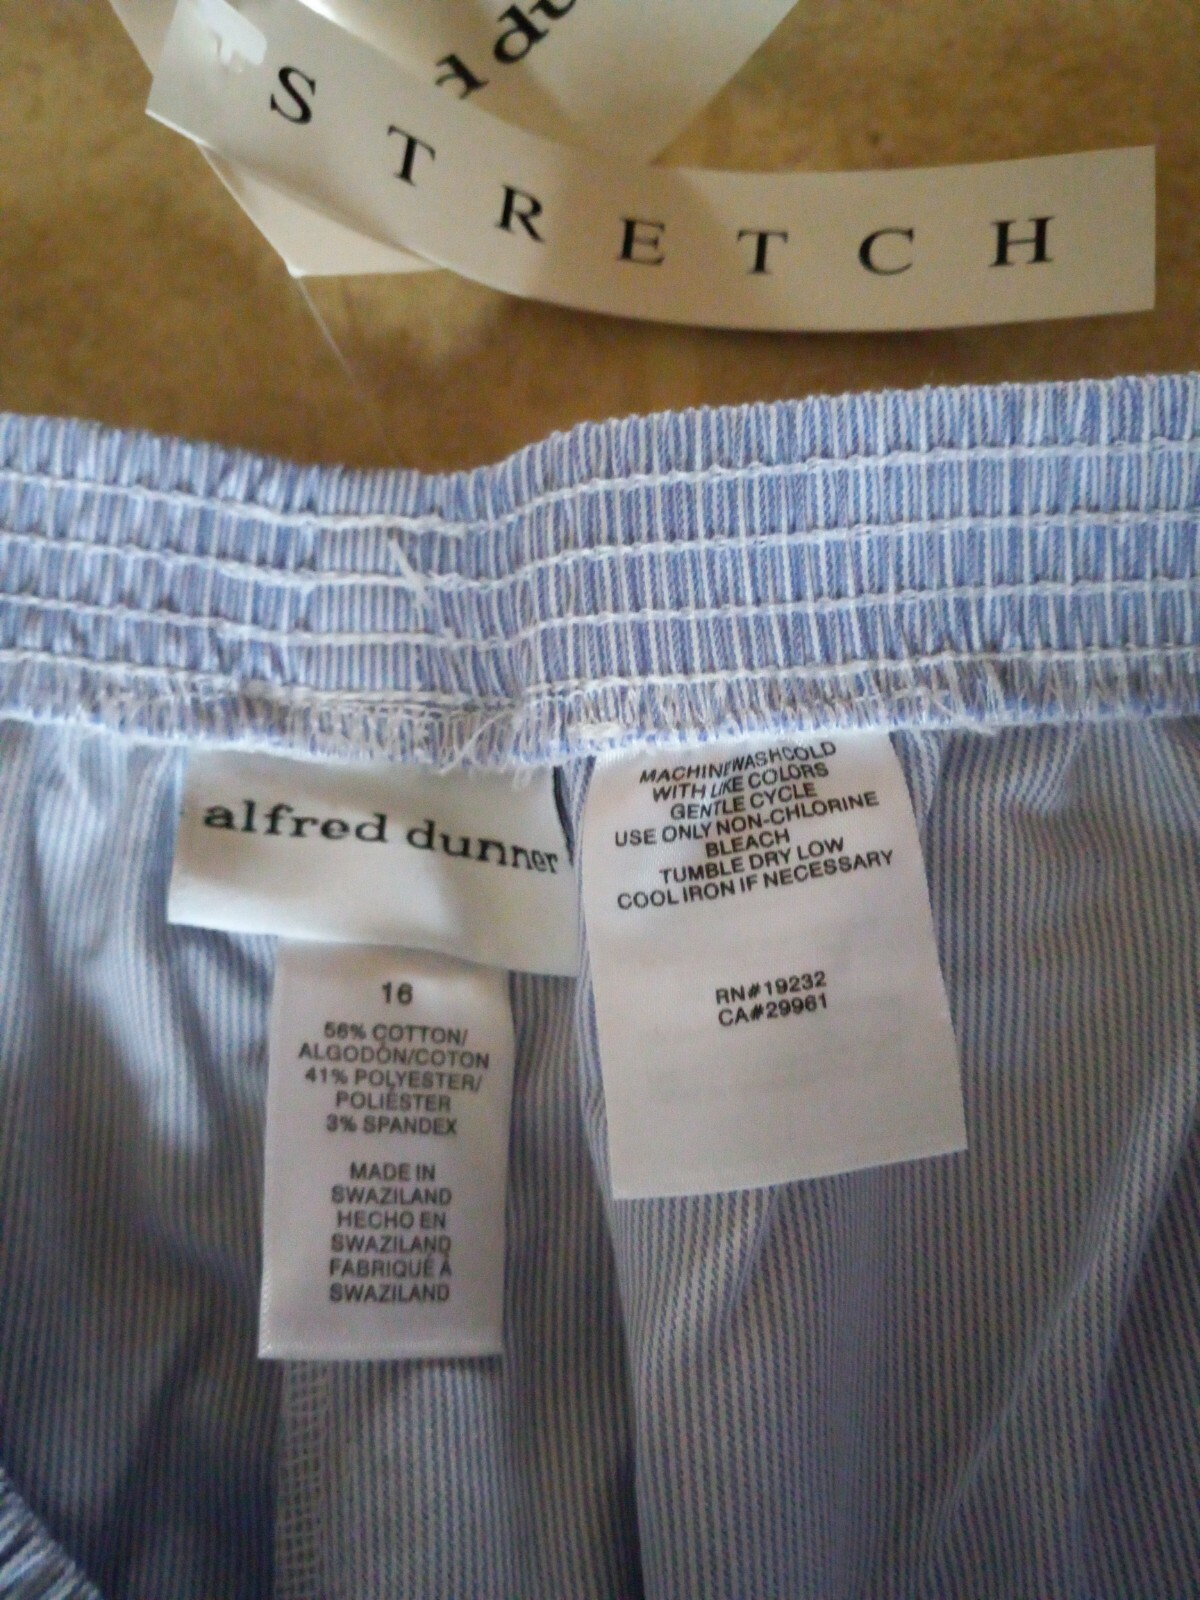 STRETCH
alfred dunner
16
56% COTTON/
ALGODÓN/COTON
41% POLYESTER/
POLIÉSTER
3% SPANDEX
MADE IN
SWAZILAND
HECHO EN
SWAZILAND
FABRIQUÉ À
SWAZILAND
MACHINE WASH COLD
WITH LIKE COLORS
GENTLE CYCLE
USE ONLY NON-CHLORINE
BLEACH
TUMBLE DRY LOW
COOL IRON IF NECESSARY
RN#19232
CA#29961